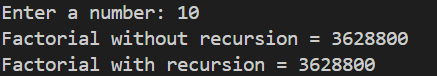 Enter a number: 10
Factorial without recursion = 3628800
Factorial with recursion = 3628800